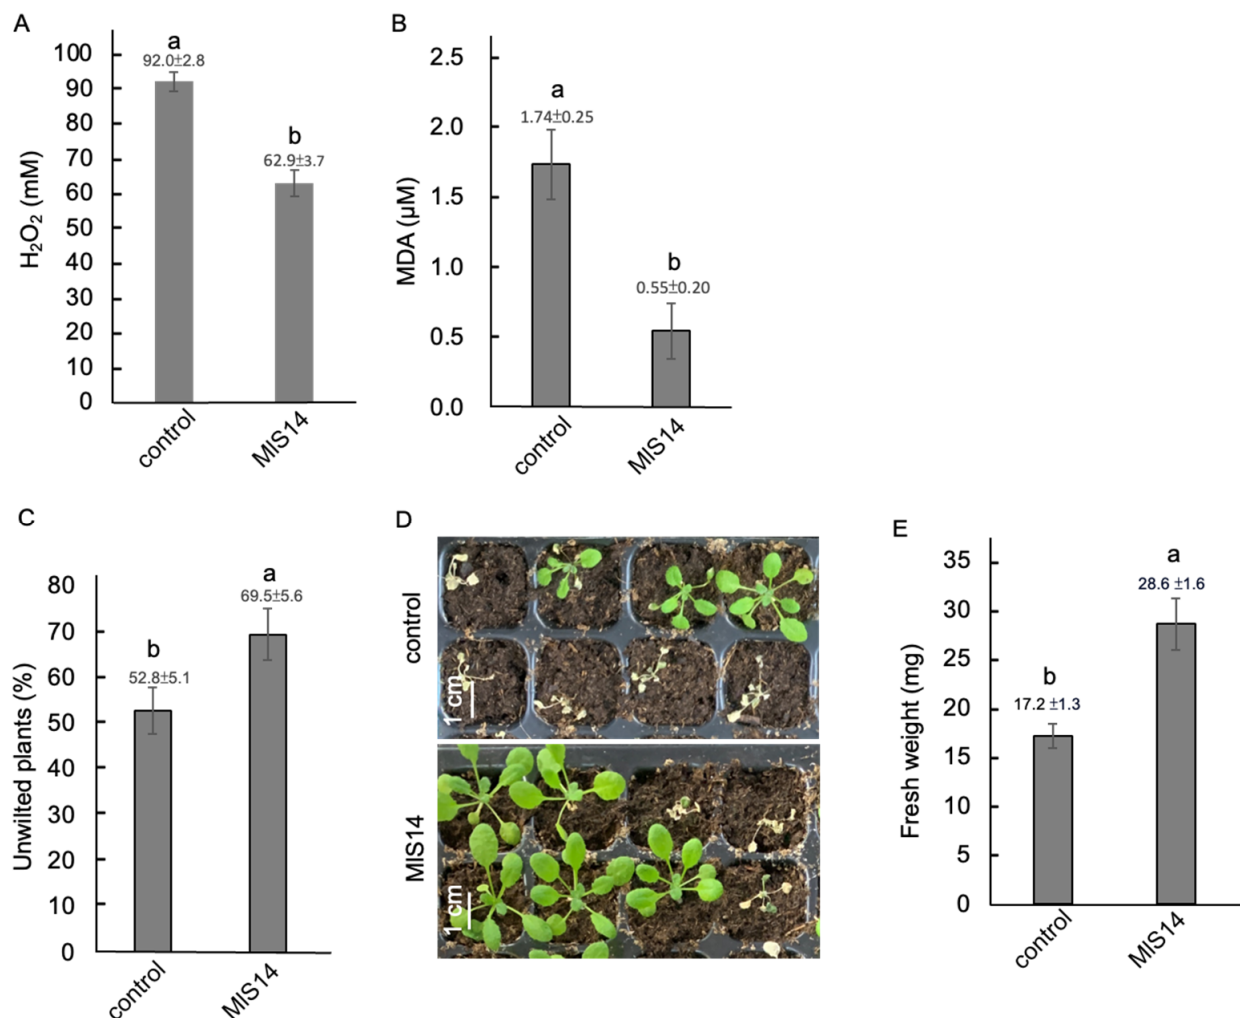 A
H₂O₂ (mM)
100
90
80
70
60
50
40
30
20
10
0
a
92.0±2.8
b
62.9±3.7
control
MIS14
B
MDA (µM)
2.5
2.0
1.5
1.0
0.5
0.0
a
1.74±0.25
b
0.55±0.20
control
MIS14
C
Unwilted plants (%)
80
70
60
50
40
30
20
10
0
b
52.8±5.1
a
69.5±5.6
control
MIS14
D
control
1 cm
MIS14
1 cm
E
Fresh weight (mg)
35
30
25
20
15
10
5
0
b
17.2 ±1.3
a
28.6 ±1.6
control
MIS14